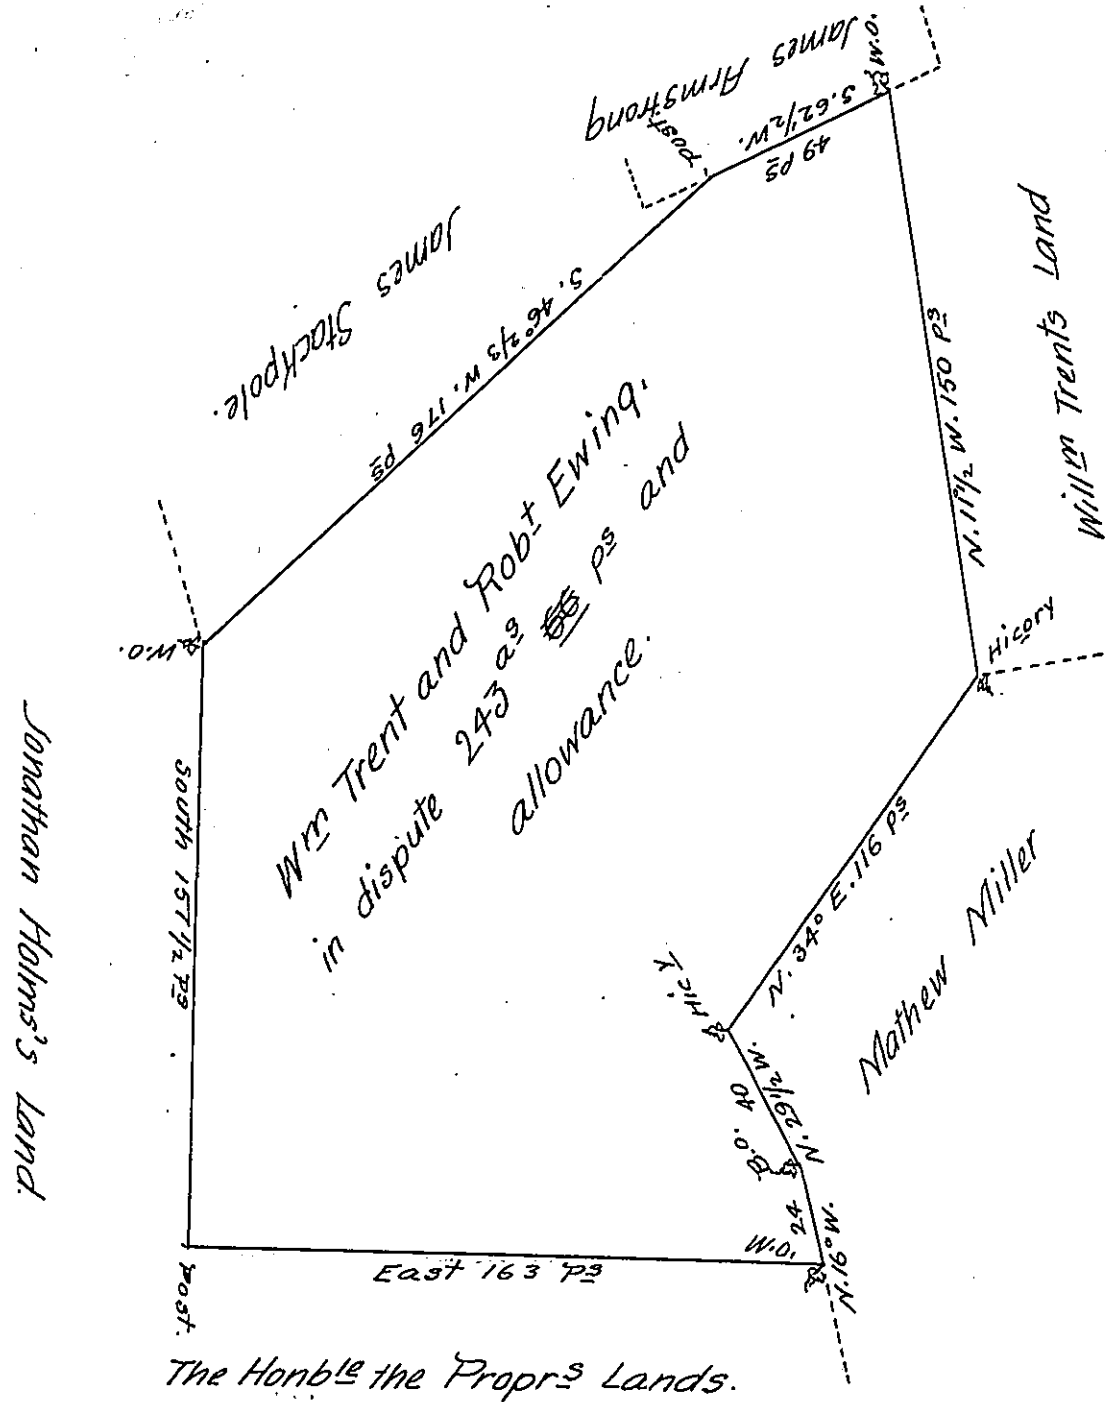 James Armstrong
W.O.
post
S. 62 1/2 W.
49 ps
James Stackpole.
S. 46° 2/3 W. 176 ps
Will m Trents Land
N. 11° 1/2 W. 150 ps
Wm Trent and Robt Ewing.
in dispute 243 as ps and
allowance.
W.O.
Hicory
Jonathan Holms's Land.
South 157 1/2 ps
N. 34° E. 116 ps
Mathew Miller
Hicy
N. 29 1/2 W.
40
B.O.
24
N. 16° W.
W.O.
East 163 ps
Post.
The Honble the Proprs Lands.